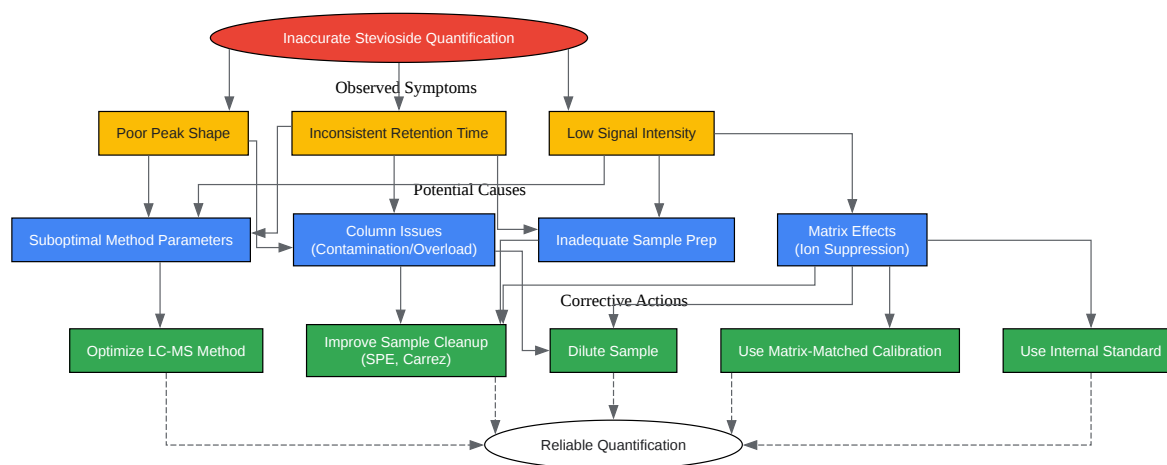 Inaccurate Stevioside Quantification
Observed Symptoms
Poor Peak Shape
Inconsistent Retention Time
Low Signal Intensity
Potential Causes
Suboptimal Method Parameters
Column Issues
(Contamination/Overload)
Inadequate Sample Prep
Matrix Effects
(Ion Suppression)
Corrective Actions
Optimize LC-MS Method
Improve Sample Cleanup
(SPE, Carrez)
Dilute Sample
Use Matrix-Matched Calibration
Use Internal Standard
Reliable Quantification